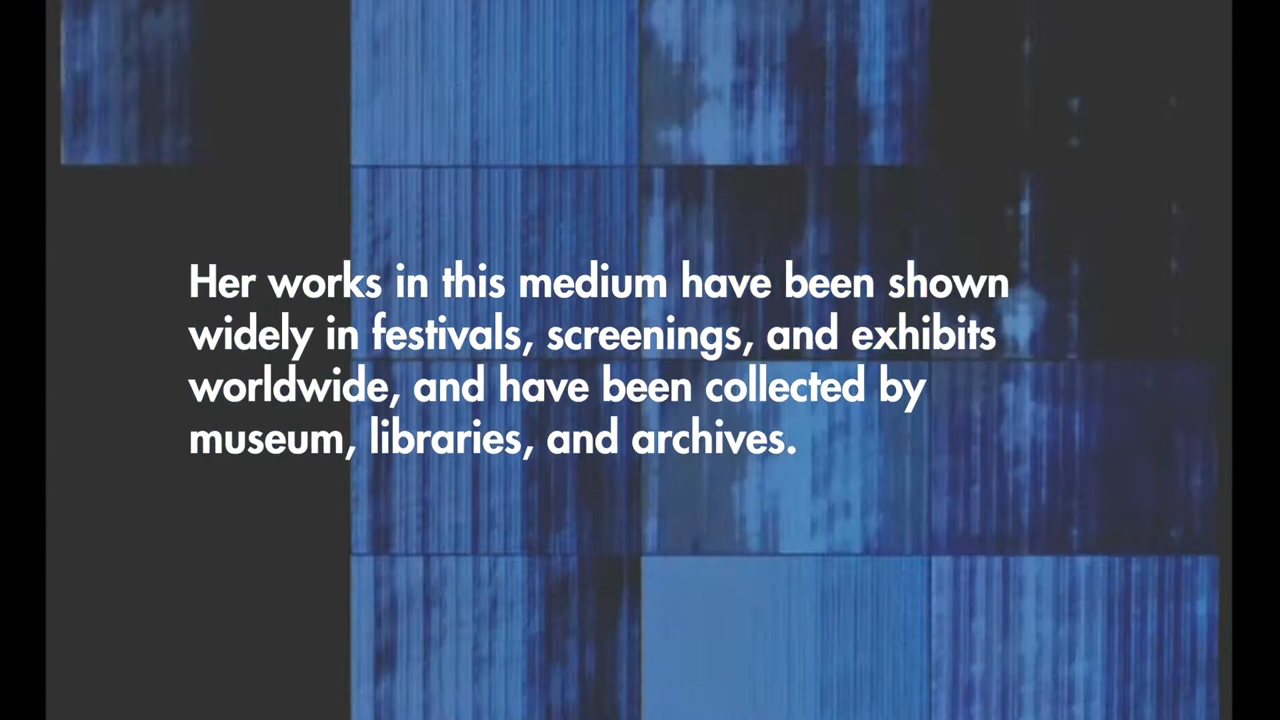 Her works in this medium have been shown
widely in festivals, screenings, and exhibits
worldwide, and have been collected by
museum, libraries, and archives.